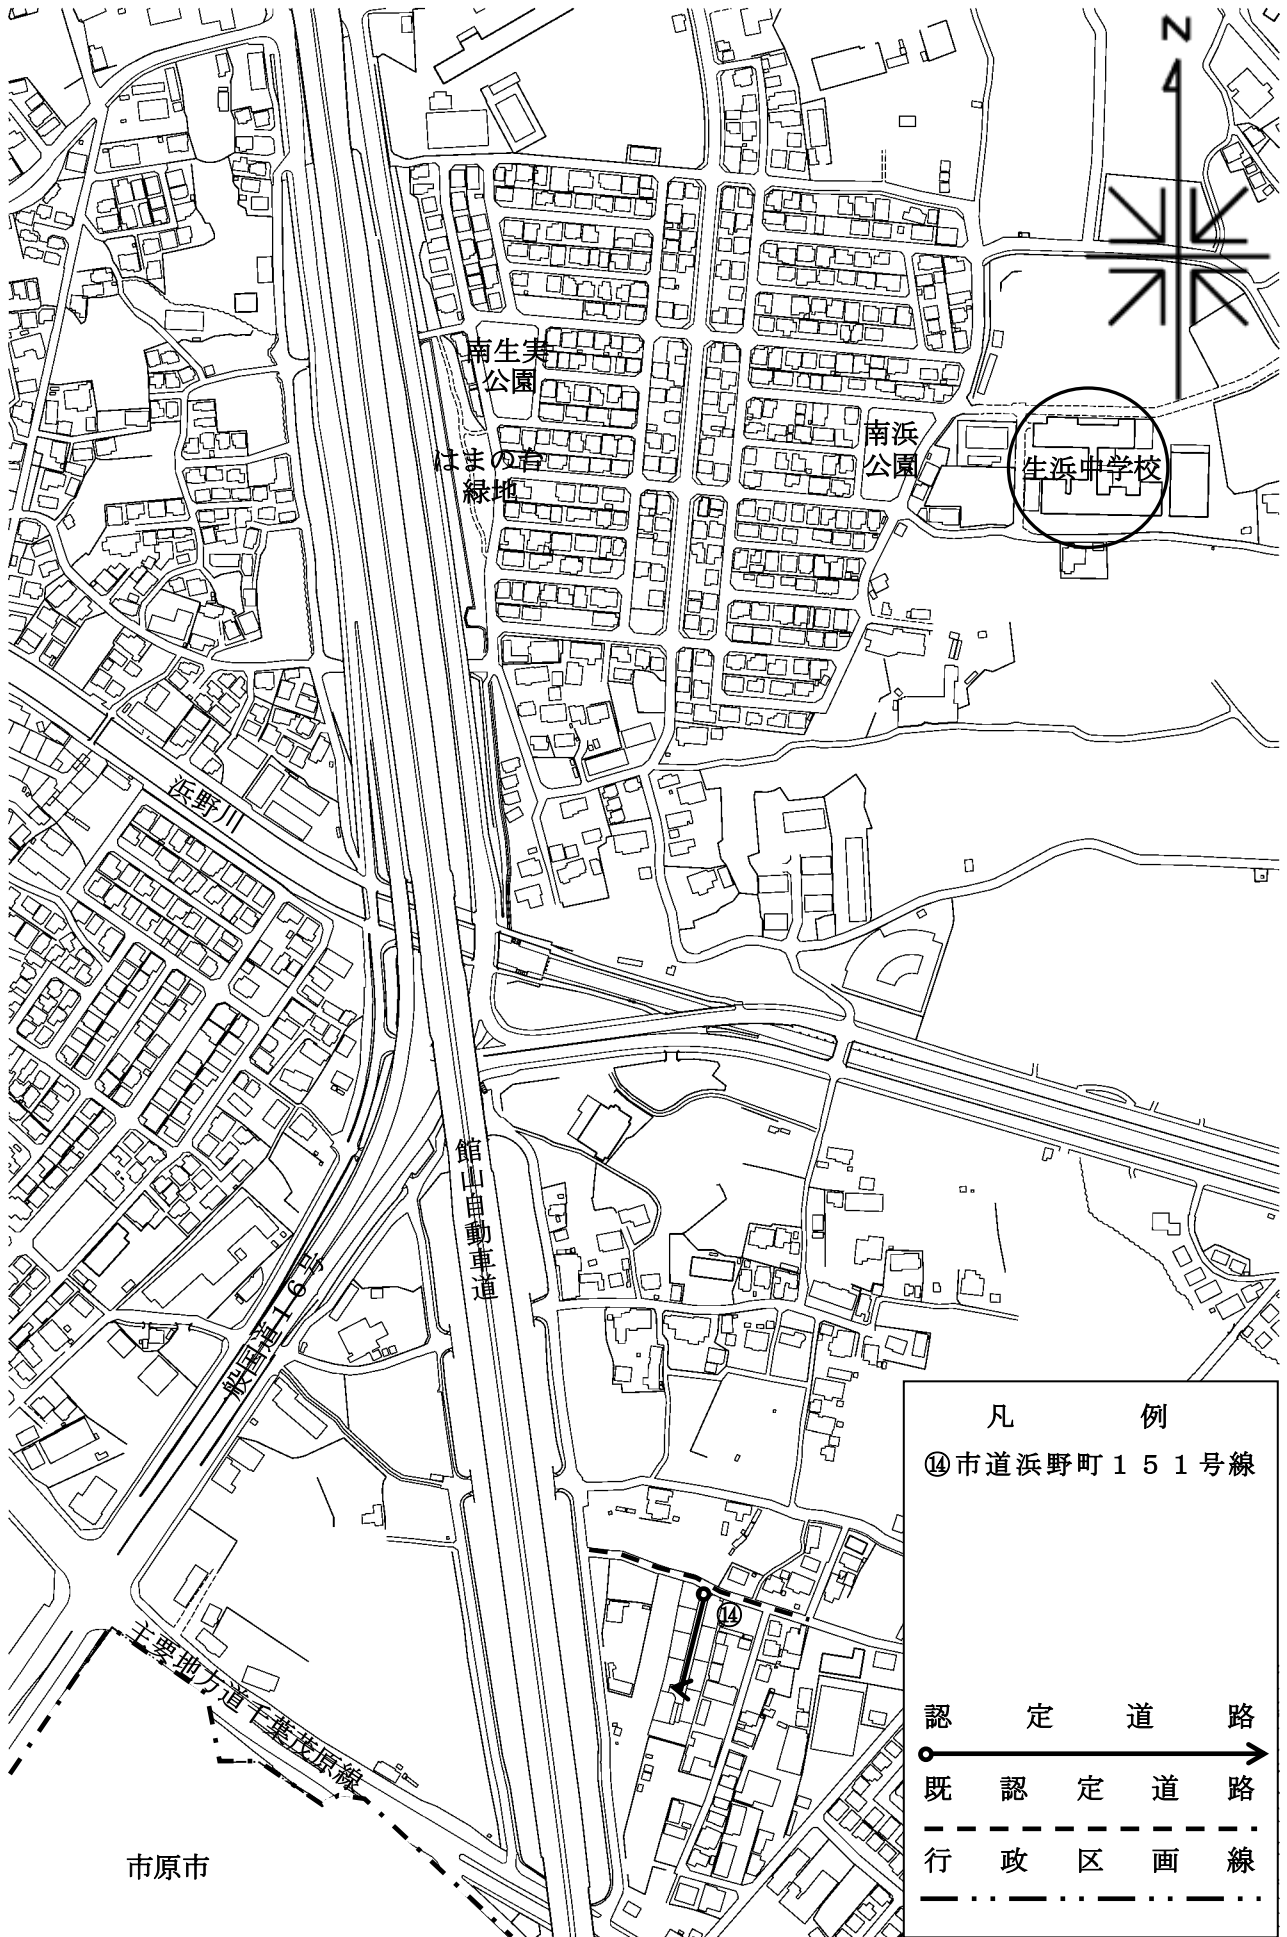 N
南生実
公園
はまの台
緑地
南浜
公園
生浜中学校
浜野川
館山自動車道
一般国道１６号
⑭
主要地方道千葉茂原線
市原市
凡　例
⑭市道浜野町１５１号線
認定道路
既認定道路
行政区画線